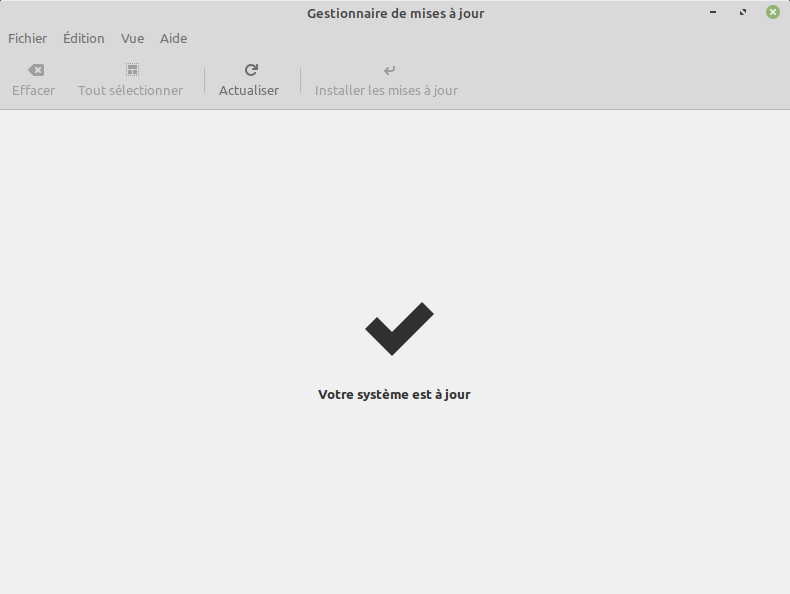 Gestionnaire de mises à jour
Fichier Édition Vue Aide
Effacer Tout sélectionner Actualiser Installer les mises à jour
Votre système est à jour